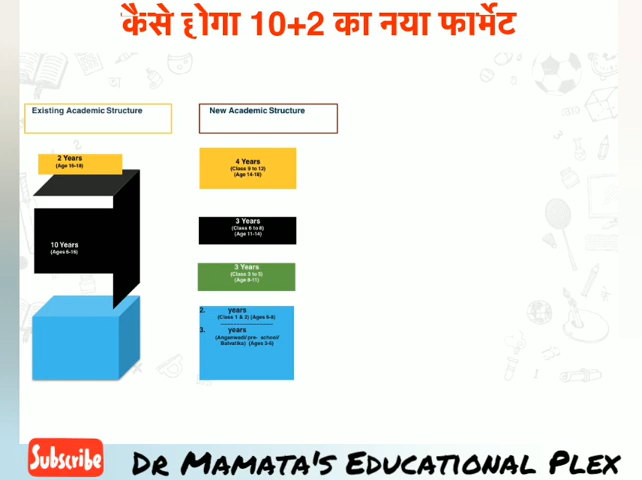 कैसे होगा 10+2 का नया फार्मेट
Existing Academic Structure
New Academic Structure
2 Years
(Age 16-18)
10 Years
(Ages 6-16)
4 Years
(Class 9 to 12)
(Age 14-18)
3 Years
(Class 6 to 8)
(Age 11-14)
3 Years
(Class 3 to 5)
(Age 8-11)
2. years
(Class 1 & 2) (Ages 6-8)
3. years
(Anganwadi/pre- school/
Balvatika) (Ages 3-6)
Subscribe
DR MAMATA'S EDUCATIONAL PLEX